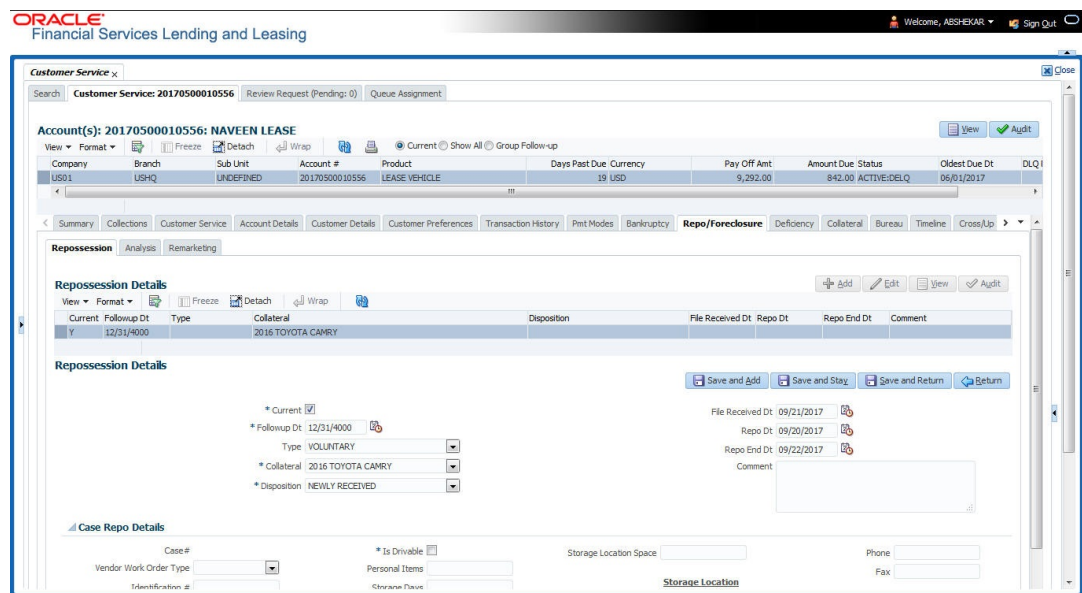 ORACLE
Financial Services Lending and Leasing
Welcome, ABSHEKAR Sign Out
Customer Service x
Close
Search Customer Service: 20170500010556 Review Request (Pending: 0) Queue Assignment
Account(s): 20170500010556: NAVEEN LEASE
View Audit
View Format Freeze Detach Wrap Current Show All Group Follow-up
Company Branch Sub Unit Account # Product Days Past Due Currency Pay Off Amt Amount Due Status Oldest Due Dt DLQ
US01 USHQ UNDEFINED 20170500010556 LEASE VEHICLE 19 USD 9,292.00 842.00 ACTIVE:DELQ 06/01/2017
Summary Collections Customer Service Account Details Customer Details Customer Preferences Transaction History Pmt Modes Bankruptcy Repo/Foreclosure Deficiency Collateral Bureau Timeline Cross/Up
Repossession Analysis Remarketing
Repossession Details
Add Edit View Audit
View Format Freeze Detach Wrap
Current Followup Dt Type Collateral Disposition File Received Dt Repo Dt Repo End Dt Comment
Y 12/31/4000 2016 TOYOTA CAMRY
Repossession Details
Save and Add Save and Stay Save and Return Return
* Current
* Followup Dt 12/31/4000
Type VOLUNTARY
* Collateral 2016 TOYOTA CAMRY
* Disposition NEWLY RECEIVED
File Received Dt 09/21/2017
Repo Dt 09/20/2017
Repo End Dt 09/22/2017
Comment
Case Repo Details
Case #
Vendor Work Order Type
Identification #
* Is Drivable
Personal Items
Storage Days
Storage Location Space
Storage Location
Phone
Fax